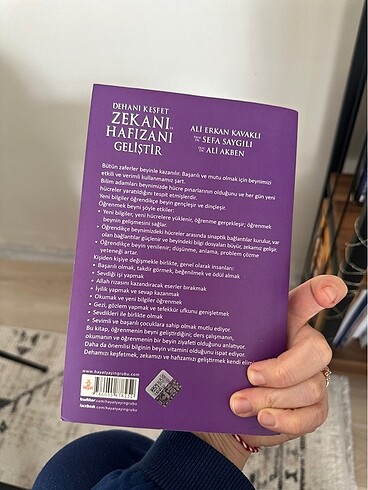 DEHANI KEŞFET
ZEKANI
HAFIZANI
GELİŞTİR
ALİ ERKAN KAVAKLI
SEFA SAYGILI
ALİ AKBEN
Bütün zaferler beyinle kazanılır. Başarılı ve mutlu olmak için beynimizi
etkili ve verimli kullanmamız şart.
Bilim adamları beynimizde hücre pınarlarının olduğunu ve her gün yeni
hücreler yaratıldığını tespit etmişlerdir.
Yeni bilgiler öğrendikçe beyin gençleşir ve dinçleşir.
Öğrenmek beyni şöyle etkiler:
• Yeni bilgiler, yeni hücrelere yüklenir, öğrenme gerçekleşir; öğrenmek
beynin gelişmesini sağlar.
• Öğrendikçe beynimizdeki hücreler arasında sinaptik bağlantılar kurulur, var
olan bağlantılar güçlenir ve beyindeki bilgi dosyaları büyür, zekamız gelişir.
• Öğrendikçe beyin yenilenir; düşünme, anlama, problem çözme
yeteneği artar.
Kişiden kişiye değişmekle birlikte, genel olarak insanları:
• Başarılı olmak, takdir görmek, beğenilmek ve ödül almak
• Sevdiği işi yapmak
• Allah rızasını kazandıracak eserler bırakmak
• İyilik yapmak ve sevap kazanmak
• Okumak ve yeni bilgiler öğrenmek
• Gezi, gözlem yapmak ve tefekkür ufkunu genişletmek
• Sevdikleri ile birlikte olmak
• Sevimli ve başarılı çocuklara sahip olmak mutlu ediyor.
Bu kitap, öğrenmenin beyni geliştirdiğini; ders çalışmanın,
okumanın ve öğrenmenin bir beyin ziyafeti olduğunu anlatıyor.
Daha da önemlisi bilginin beyin vitamini olduğunu ispat ediyor.
Dehamızı keşfetmek, zekamızı ve hafızamızı geliştirmek kendi elim
www.hayatyayingrubu.com
twitter.com/hayatyayingrubu
facebook.com/hayatyayingrubu